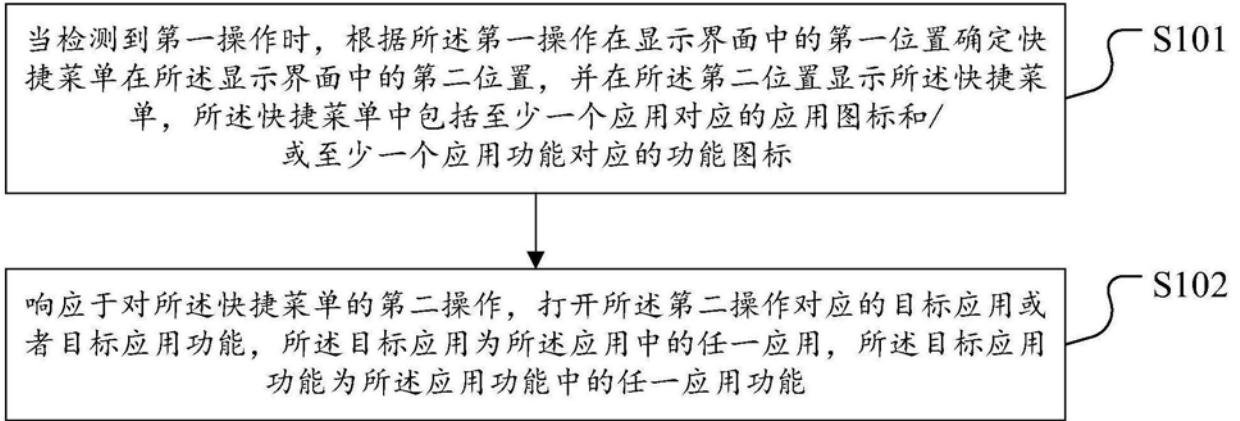 当检测到第一操作时，根据所述第一操作在显示界面中的第一位置确定快
捷菜单在所述显示界面中的第二位置，并在所述第二位置显示所述快捷菜
单，所述快捷菜单中包括至少一个应用对应的应用图标和/
或至少一个应用功能对应的功能图标
S101
响应于对所述快捷菜单的第二操作，打开所述第二操作对应的目标应用或
者目标应用功能，所述目标应用为所述应用中的任一应用，所述目标应用
功能为所述应用功能中的任一应用功能
S102